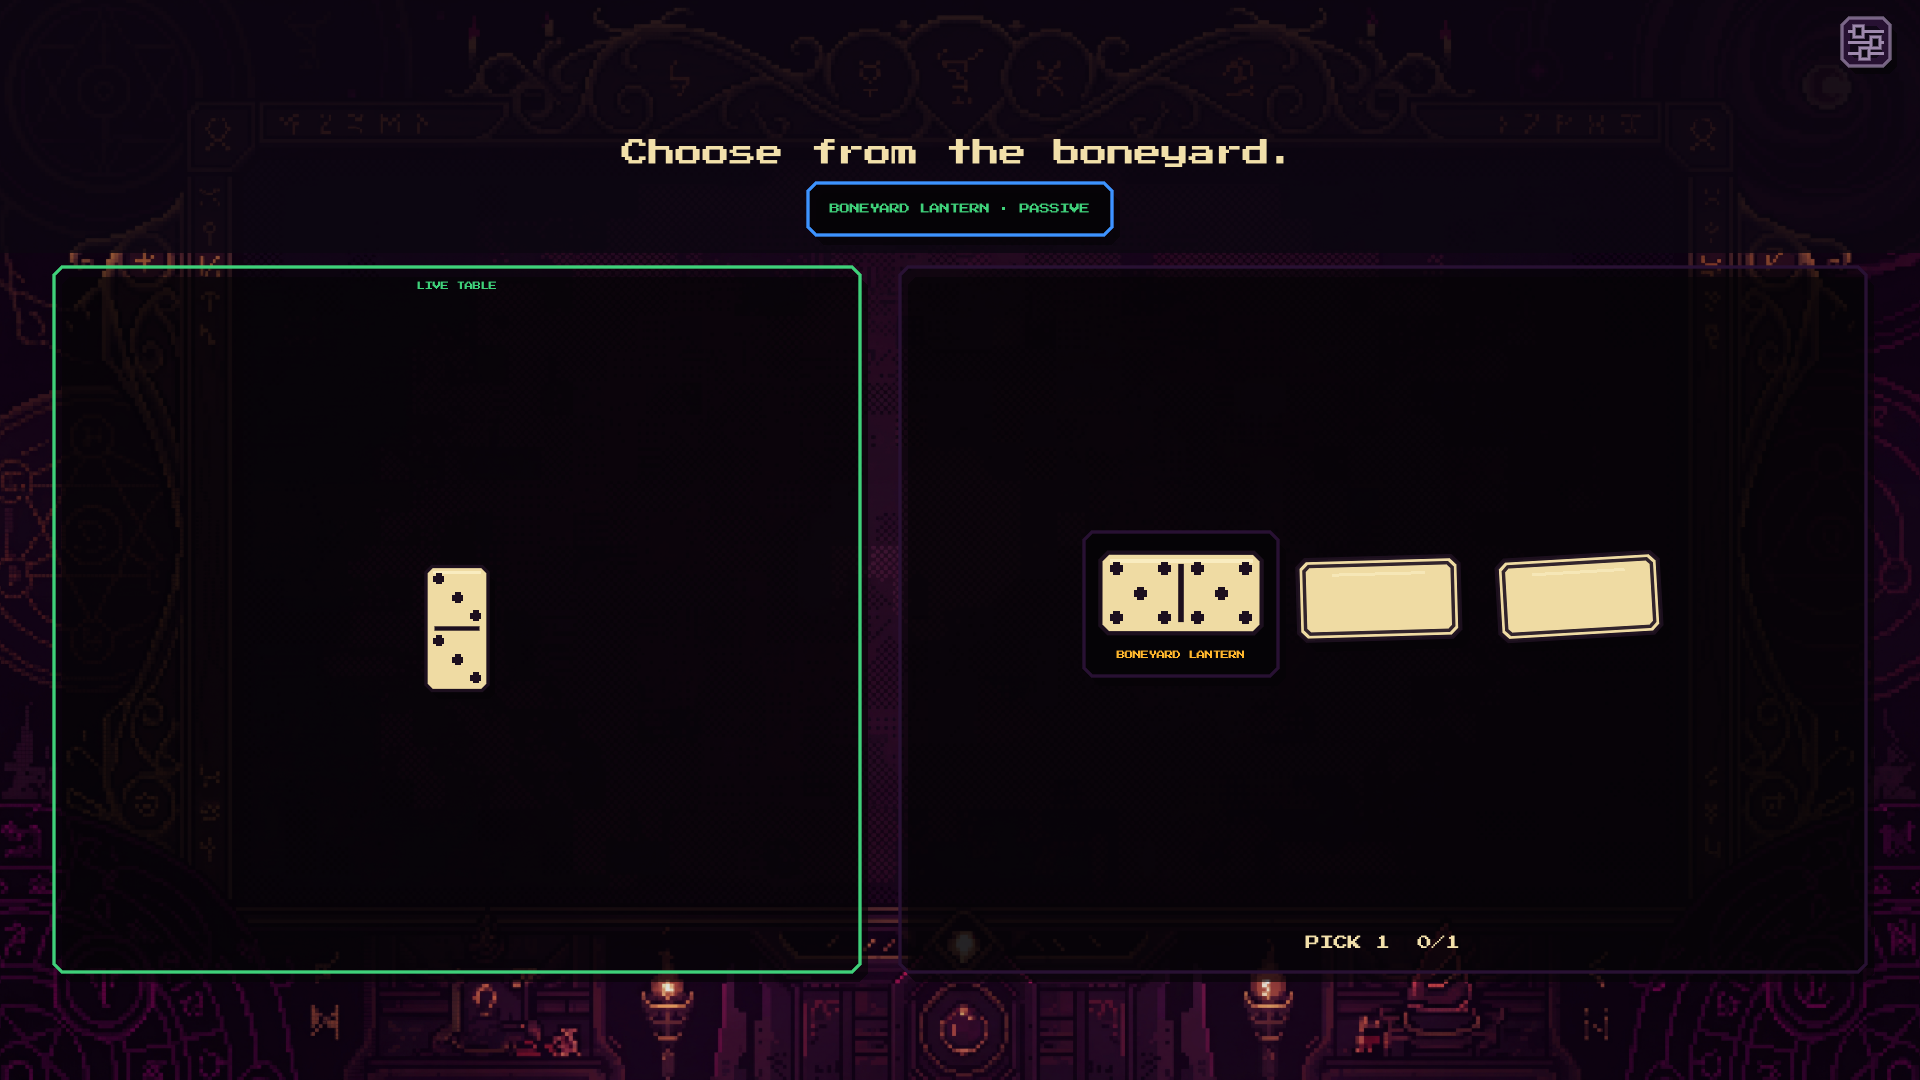 Choose from the boneyard.
BONEYARD LANTERN · PASSIVE
LIVE TABLE
BONEYARD LANTERN
PICK 1 0/1